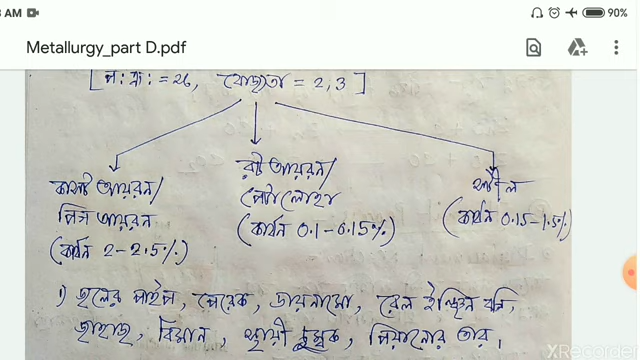 AM 90%
Metallurgy_part D.pdf
[ প: ক্র: = 26, যোজ্যতা = 2,3 ]
কাস্ট আয়রন/ রট আয়রন/ স্টীল
পিগ আয়রন পেটা লোহা (কার্বন 0.15-1.5%)
(কার্বন 2-2.5%) (কার্বন 0.1-0.15%)
1) জলের পাইপ, পেরেক, ডায়নামো, রেল ইঞ্জিন
জাহাজ, বিমান, স্থায়ী চুম্বক, পিয়ানোর তার,
XRecorder